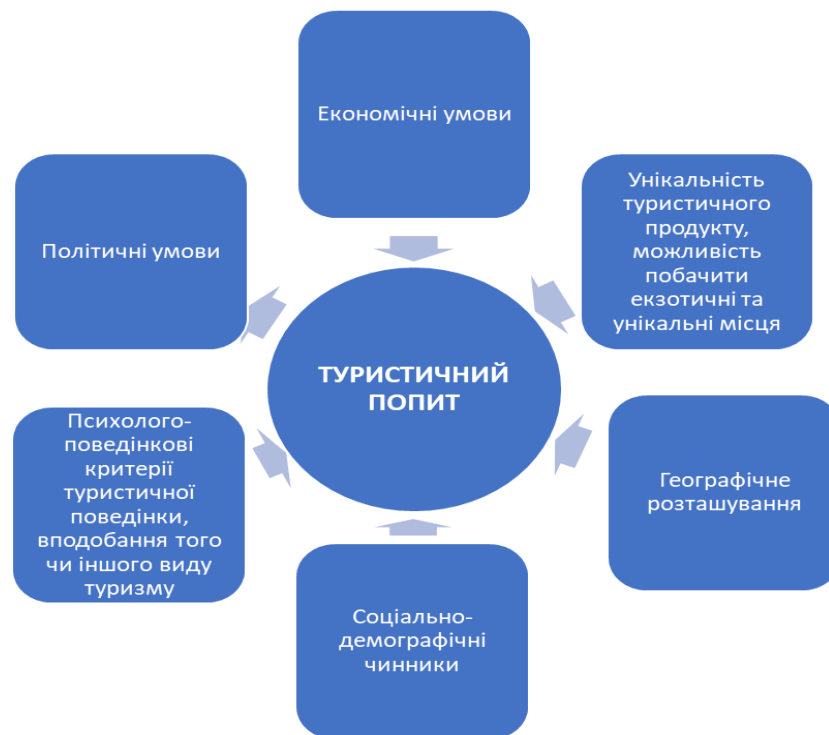 Економічні умови
Унікальність
туристичного
продукту,
можливість
побачити
екзотичні та
унікальні місця
Політичні умови
ТУРИСТИЧНИЙ
ПОПИТ
Психолого-
поведінкові
критерії
туристичної
поведінки,
вподобання того
чи іншого виду
туризму
Географічне
розташування
Соціально-
демографічні
чинники